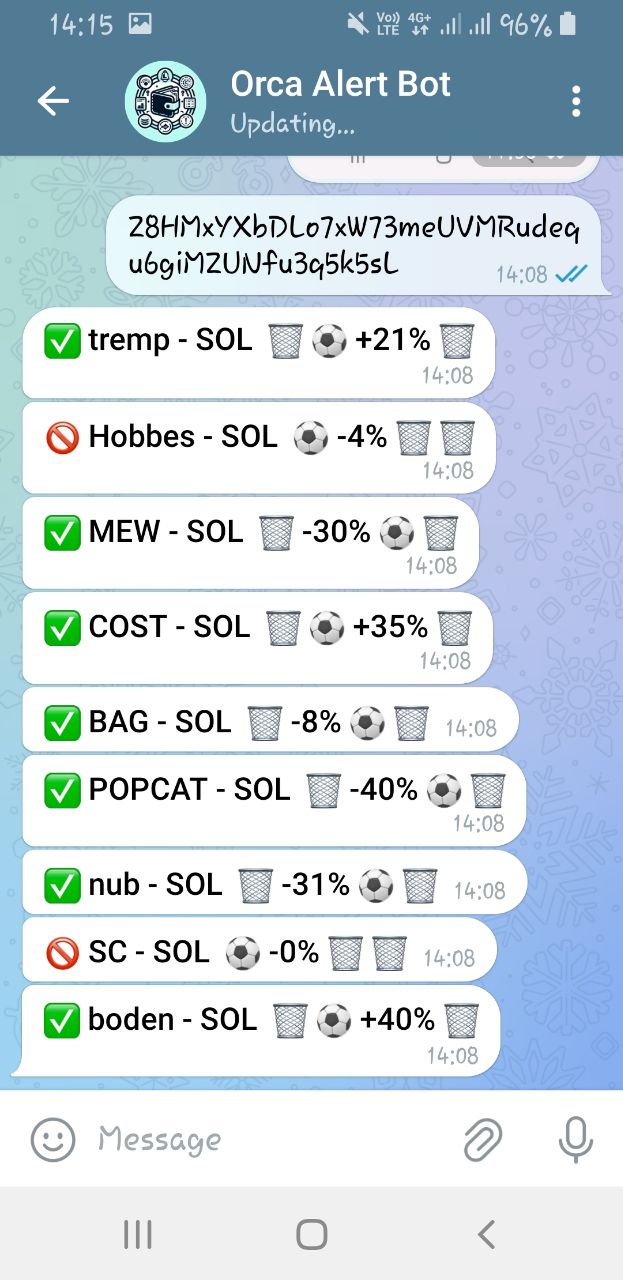 14:15 Vo)) LTE 4G+ 96%
Orca Alert Bot
Updating...
Z8HMxYXbDLo7xW73meUVMRudeq
u6giMZUNfu3q5k5sL 14:08
✅ tremp - SOL 🗑 ⚽ +21% 🗑
14:08
🚫 Hobbes - SOL ⚽ -4% 🗑 🗑
14:08
✅ MEW - SOL 🗑 -30% ⚽ 🗑
14:08
✅ COST - SOL 🗑 ⚽ +35% 🗑
14:08
✅ BAG - SOL 🗑 -8% ⚽ 🗑 14:08
✅ POPCAT - SOL 🗑 -40% ⚽ 🗑
14:08
✅ nub - SOL 🗑 -31% ⚽ 🗑 14:08
🚫 SC - SOL ⚽ -0% 🗑 🗑 14:08
✅ boden - SOL 🗑 ⚽ +40% 🗑
14:08
Message